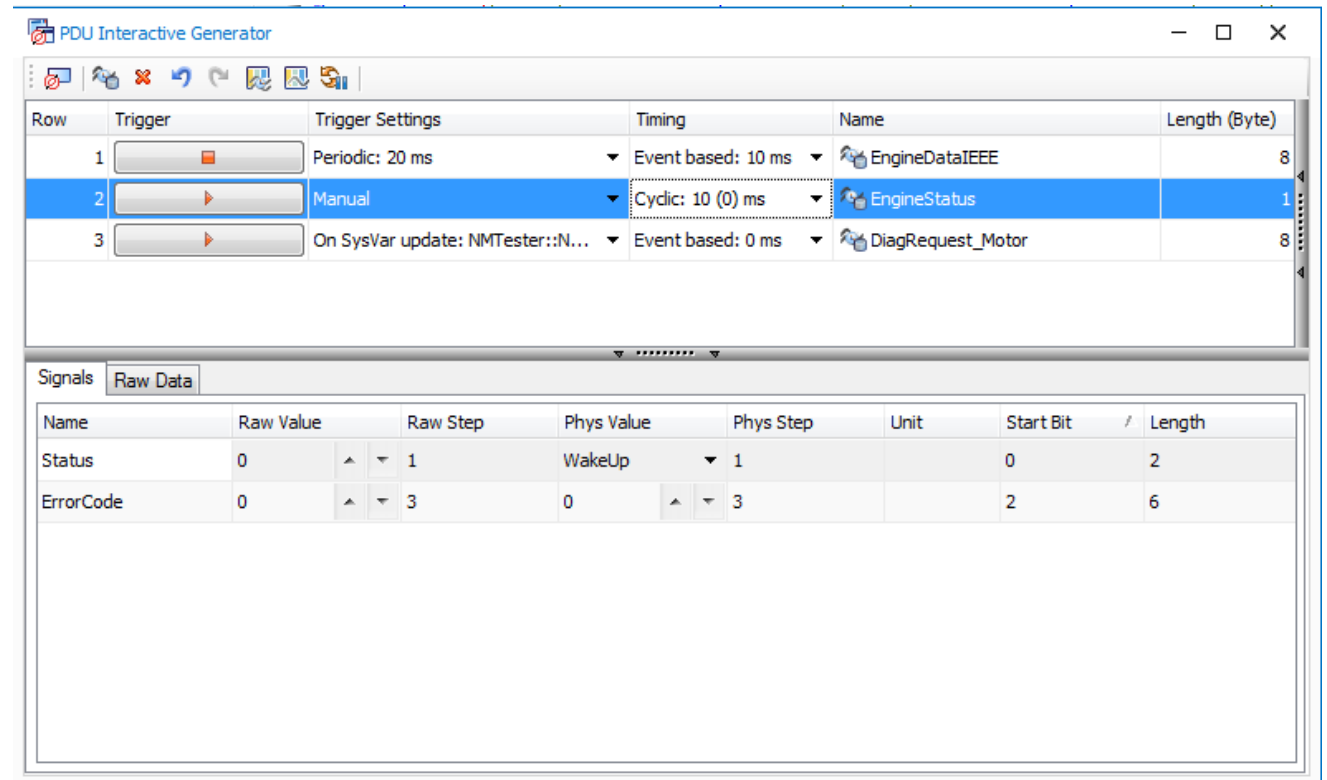 PDU Interactive Generator
Row Trigger Trigger Settings Timing Name Length (Byte)
1 Periodic: 20 ms Event based: 10 ms EngineDataIEEE 8
2 Manual Cyclic: 10 (0) ms EngineStatus 1
3 On SysVar update: NMTester::N... Event based: 0 ms DiagRequest_Motor 8
Signals Raw Data
Name Raw Value Raw Step Phys Value Phys Step Unit Start Bit Length
Status 0 1 WakeUp 1 0 2
ErrorCode 0 3 0 3 2 6